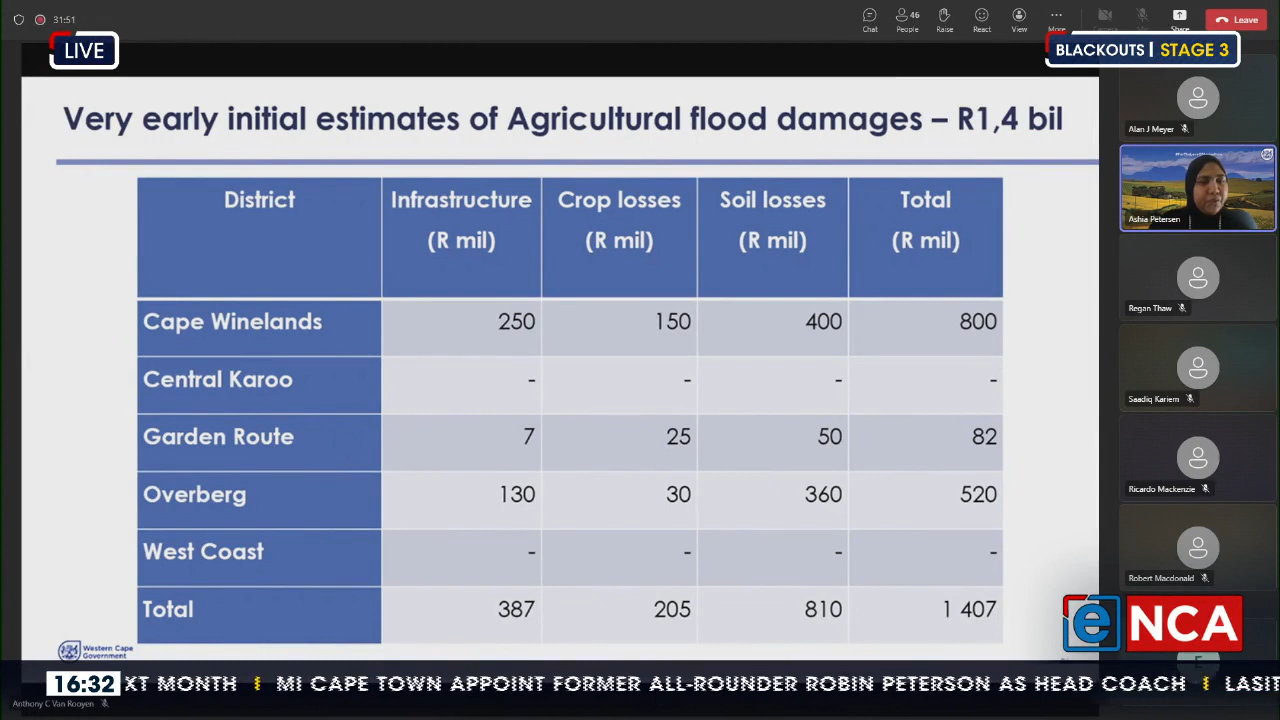 31:51
46
Chat
People
Raise
React
View
More
Share
Leave
LIVE
BLACKOUTS | STAGE 3
Very early initial estimates of Agricultural flood damages – R1,4 bil
District Infrastructure (R mil) Crop losses (R mil) Soil losses (R mil) Total (R mil)
Cape Winelands 250 150 400 800
Central Karoo - - - -
Garden Route 7 25 50 82
Overberg 130 30 360 520
West Coast - - - -
Total 387 205 810 1 407
Western Cape
Government
Alan J Meyer
Ashia Petersen
Regan Thaw
Saadiq Kariem
Ricardo Mackenzie
Robert Macdonald
eNCA
16:32 XT MONTH MI CAPE TOWN APPOINT FORMER ALL-ROUNDER ROBIN PETERSON AS HEAD COACH LASIT
Anthony C Van Rooyen